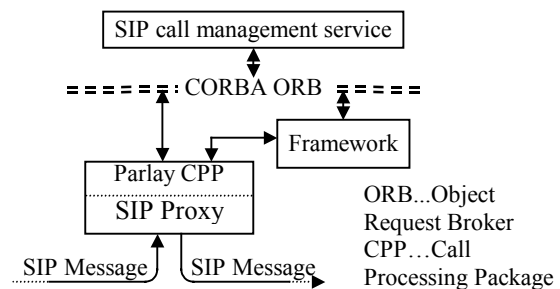 SIP call management service
CORBA ORB
Framework
Parlay CPP
SIP Proxy
SIP Message
SIP Message
ORB...Object
Request Broker
CPP…Call
Processing Package